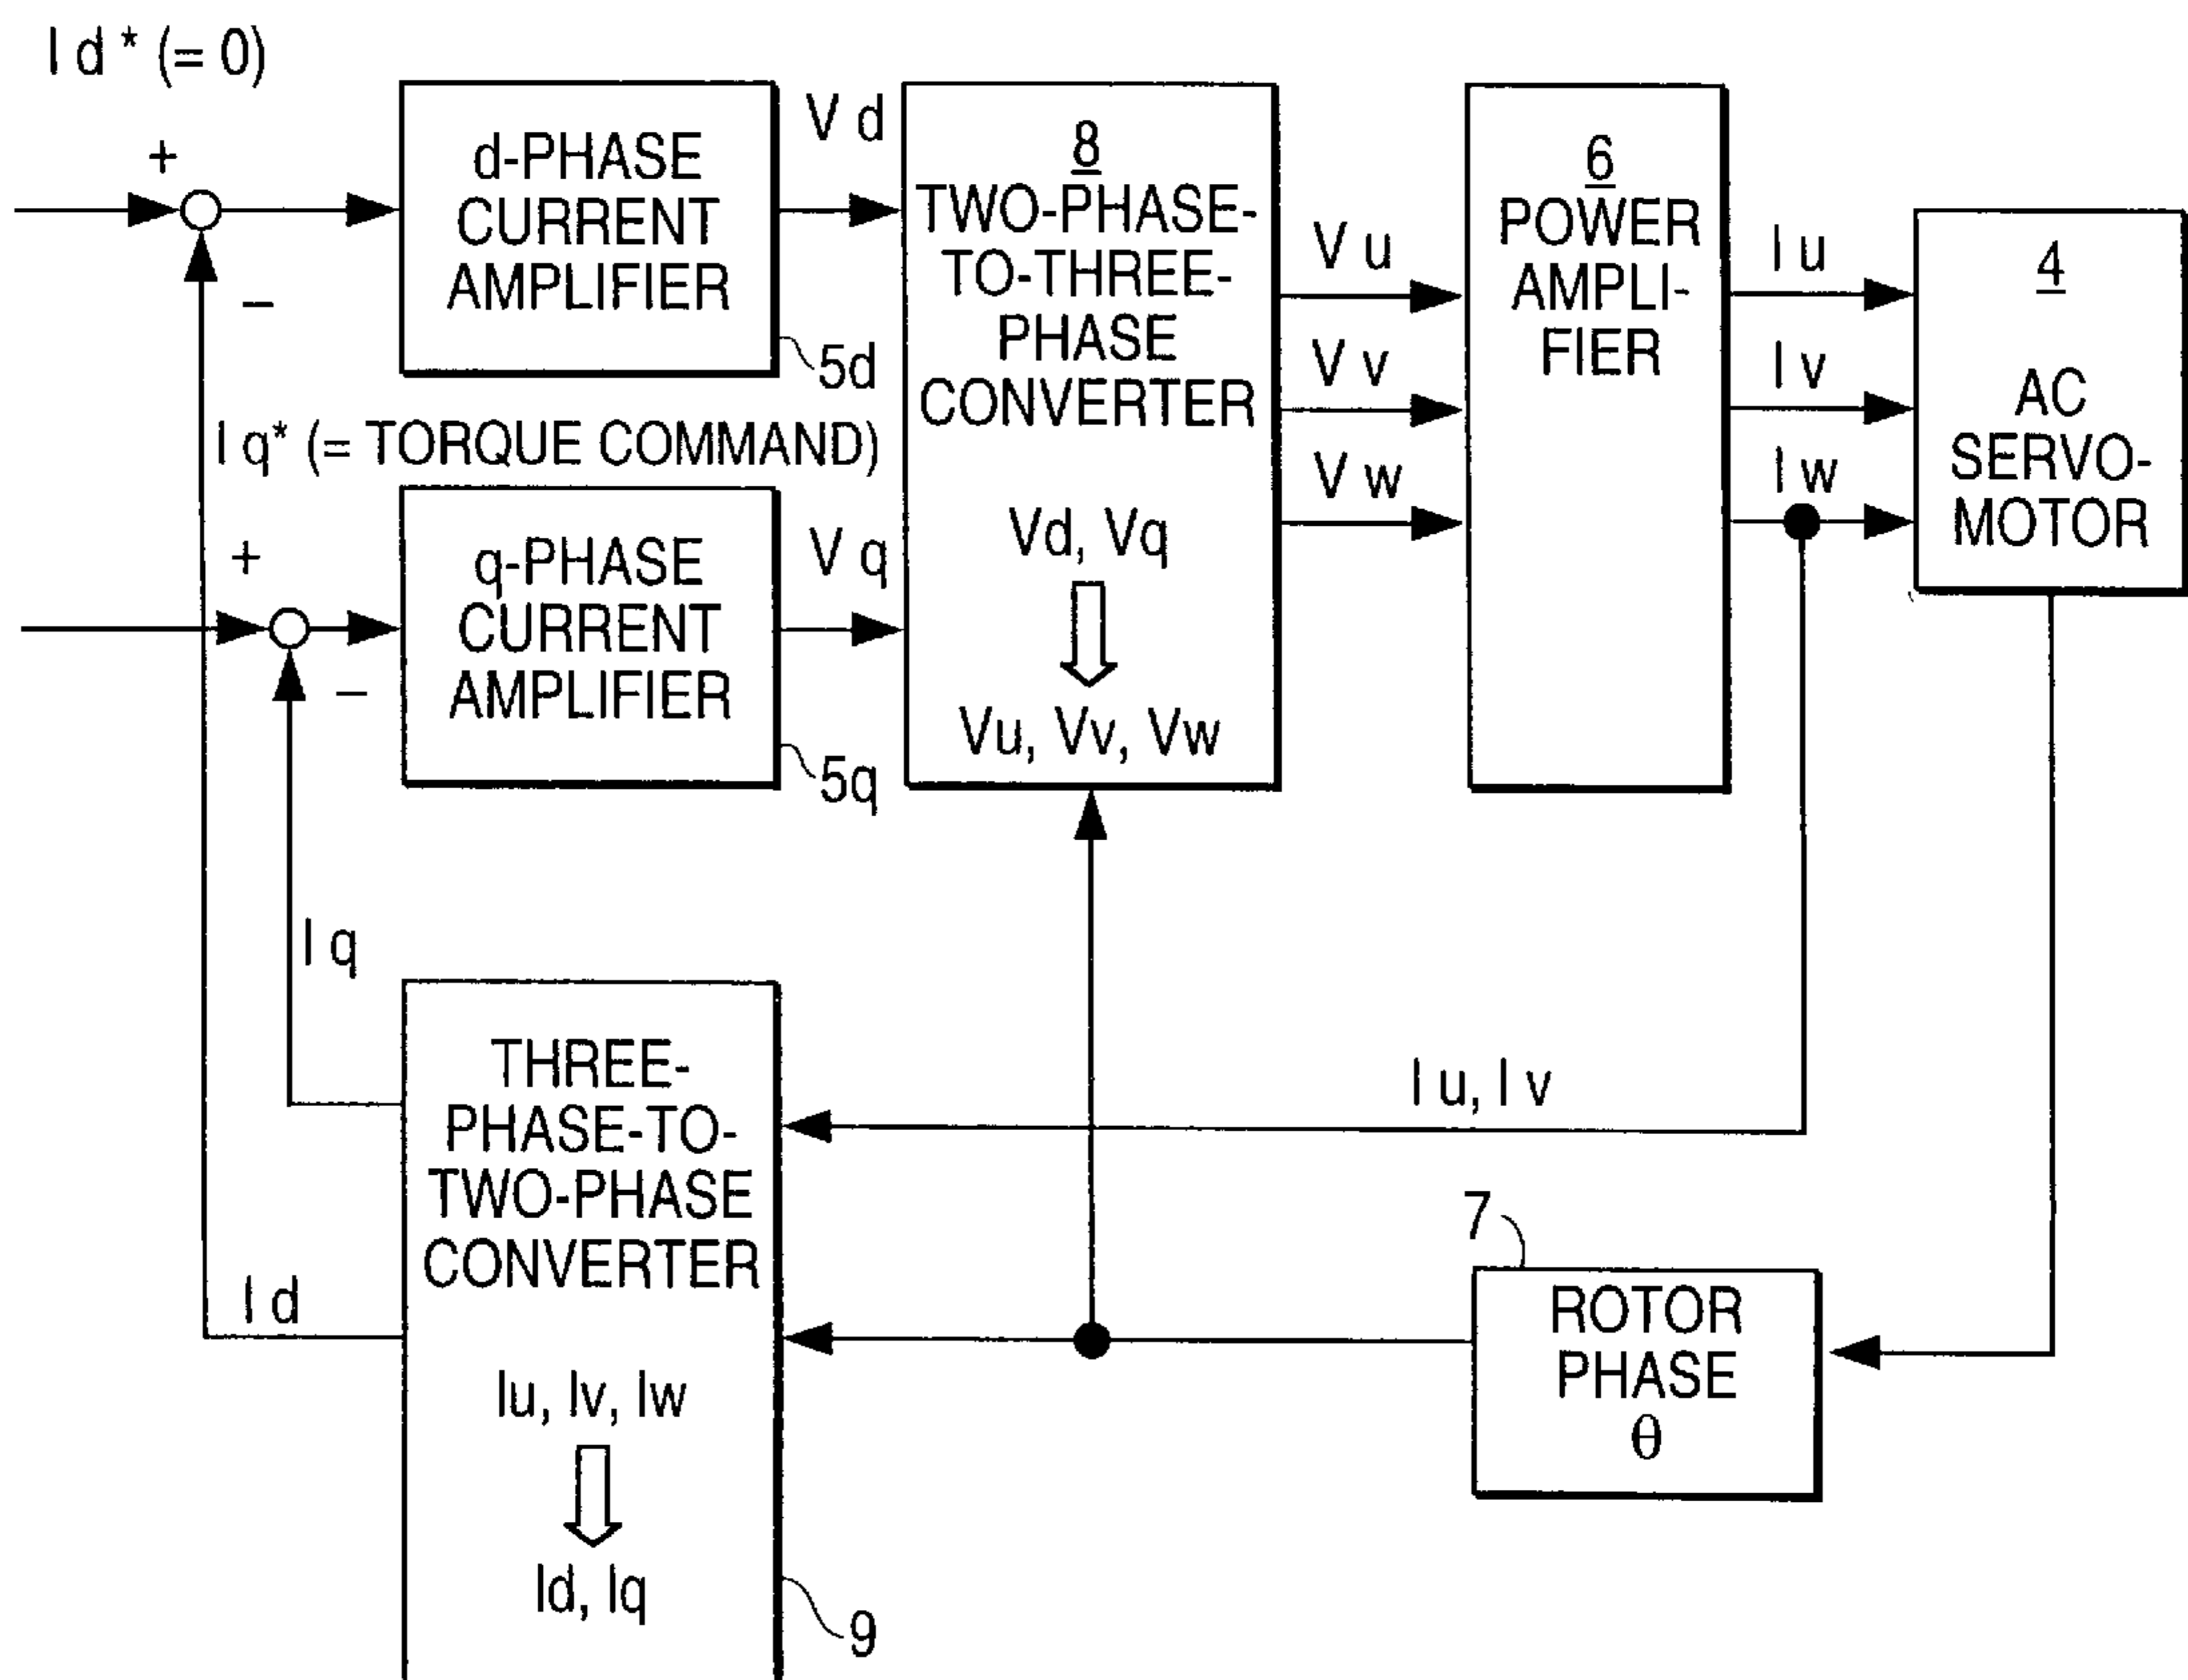 I d * (= 0)
+
–
d-PHASE
CURRENT
AMPLIFIER
5d
V d
I q* (= TORQUE COMMAND)
+
–
q-PHASE
CURRENT
AMPLIFIER
5q
V q
8
TWO-PHASE-
TO-THREE-
PHASE
CONVERTER
Vd, Vq
Vu, Vv, Vw
V u
V v
V w
6
POWER
AMPLI-
FIER
I u
I v
I w
4
AC
SERVO-
MOTOR
I q
I d
THREE-
PHASE-TO-
TWO-PHASE
CONVERTER
Iu, Iv, Iw
Id, Iq
9
I u, I v
7
ROTOR
PHASE
θ